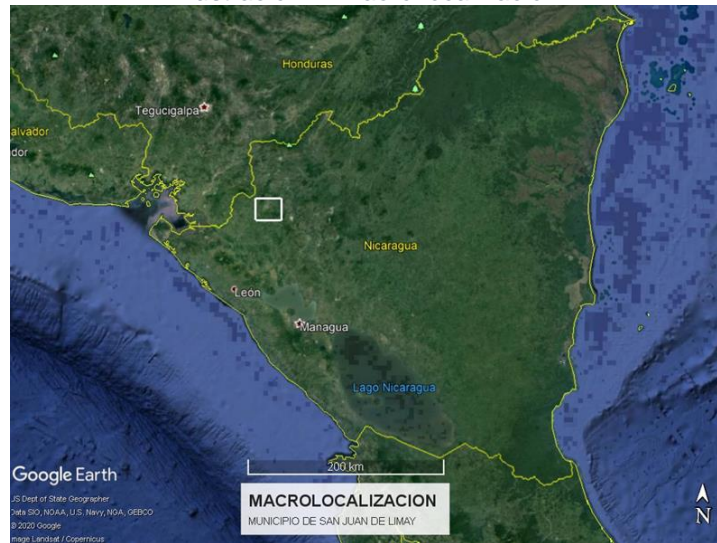 Honduras
Tegucigalpa
alvador
dor
Nicaragua
León
Managua
Lago Nicaragua
200 km
Google Earth
US Dept of State Geographer
Data SIO, NOAA, U.S. Navy, NGA, GEBCO
© 2020 Google
Image Landsat / Copernicus
MACROLOCALIZACION
MUNICIPIO DE SAN JUAN DE LIMAY
N